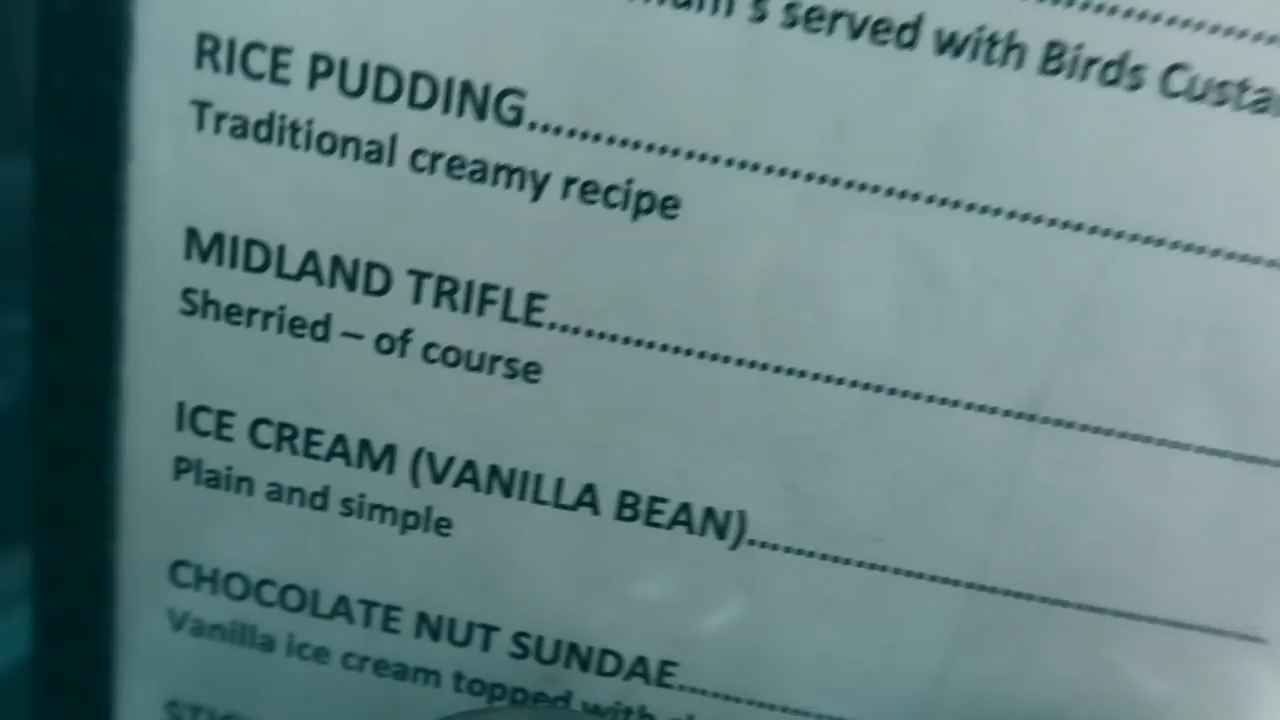 served with Birds
RICE PUDDING................................................
Traditional creamy recipe
MIDLAND TRIFLE................................................
Sherried – of course
ICE CREAM (VANILLA BEAN)................................................
Plain and simple
CHOCOLATE NUT SUNDAE................
Vanilla ice cream topped with